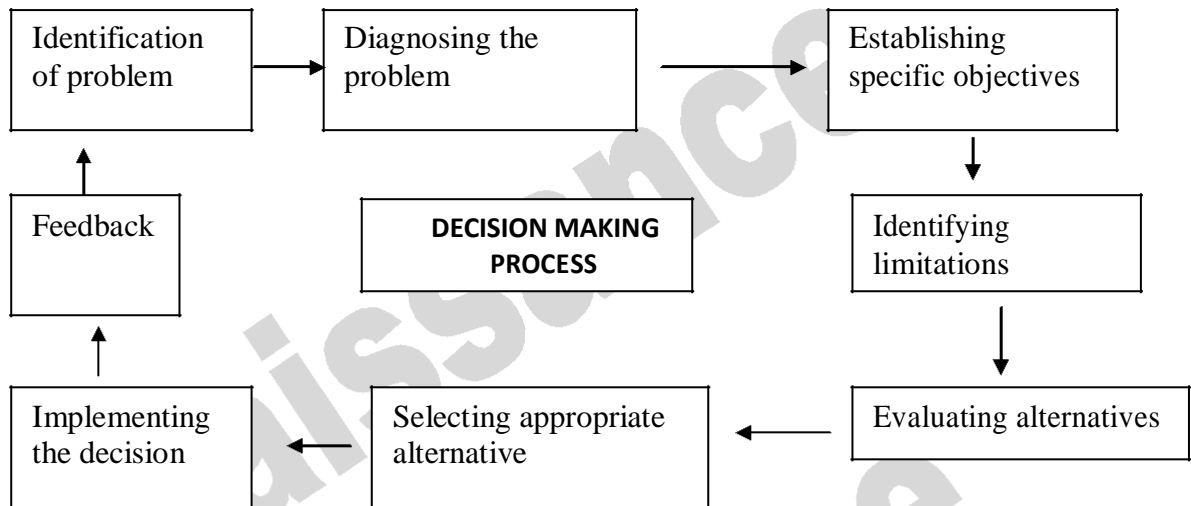 Identification
of problem
Diagnosing the
problem
Establishing
specific objectives
Feedback
DECISION MAKING
PROCESS
Identifying
limitations
Implementing
the decision
Selecting appropriate
alternative
Evaluating alternatives
aissance